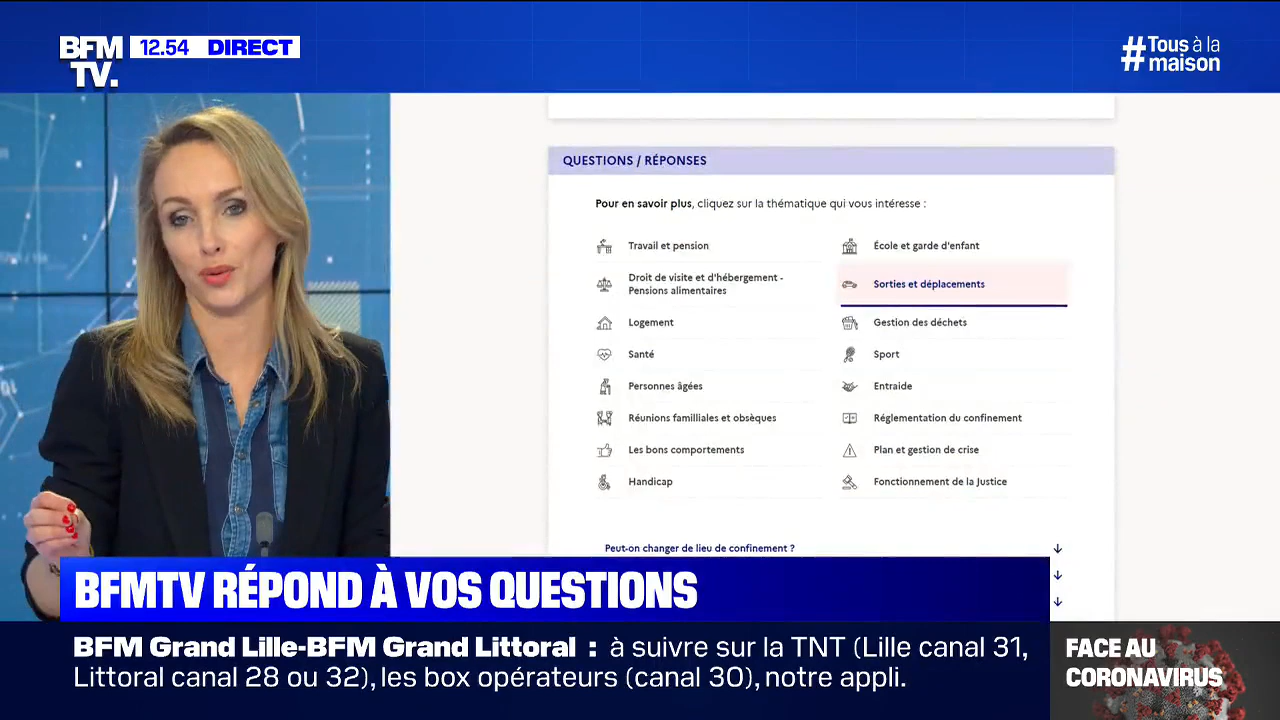 BFM
TV.
12.54 DIRECT
#Tous à la
maison
QUESTIONS / RÉPONSES
Pour en savoir plus, cliquez sur la thématique qui vous intéresse :
Travail et pension
École et garde d'enfant
Droit de visite et d'hébergement -
Pensions alimentaires
Sorties et déplacements
Logement
Gestion des déchets
Santé
Sport
Personnes âgées
Entraide
Réunions familliales et obsèques
Réglementation du confinement
Les bons comportements
Plan et gestion de crise
Handicap
Fonctionnement de la Justice
Peut-on changer de lieu de confinement ?
BFMTV RÉPOND À VOS QUESTIONS
BFM Grand Lille-BFM Grand Littoral : à suivre sur la TNT (Lille canal 31,
Littoral canal 28 ou 32), les box opérateurs (canal 30), notre appli.
FACE AU
CORONAVIRUS